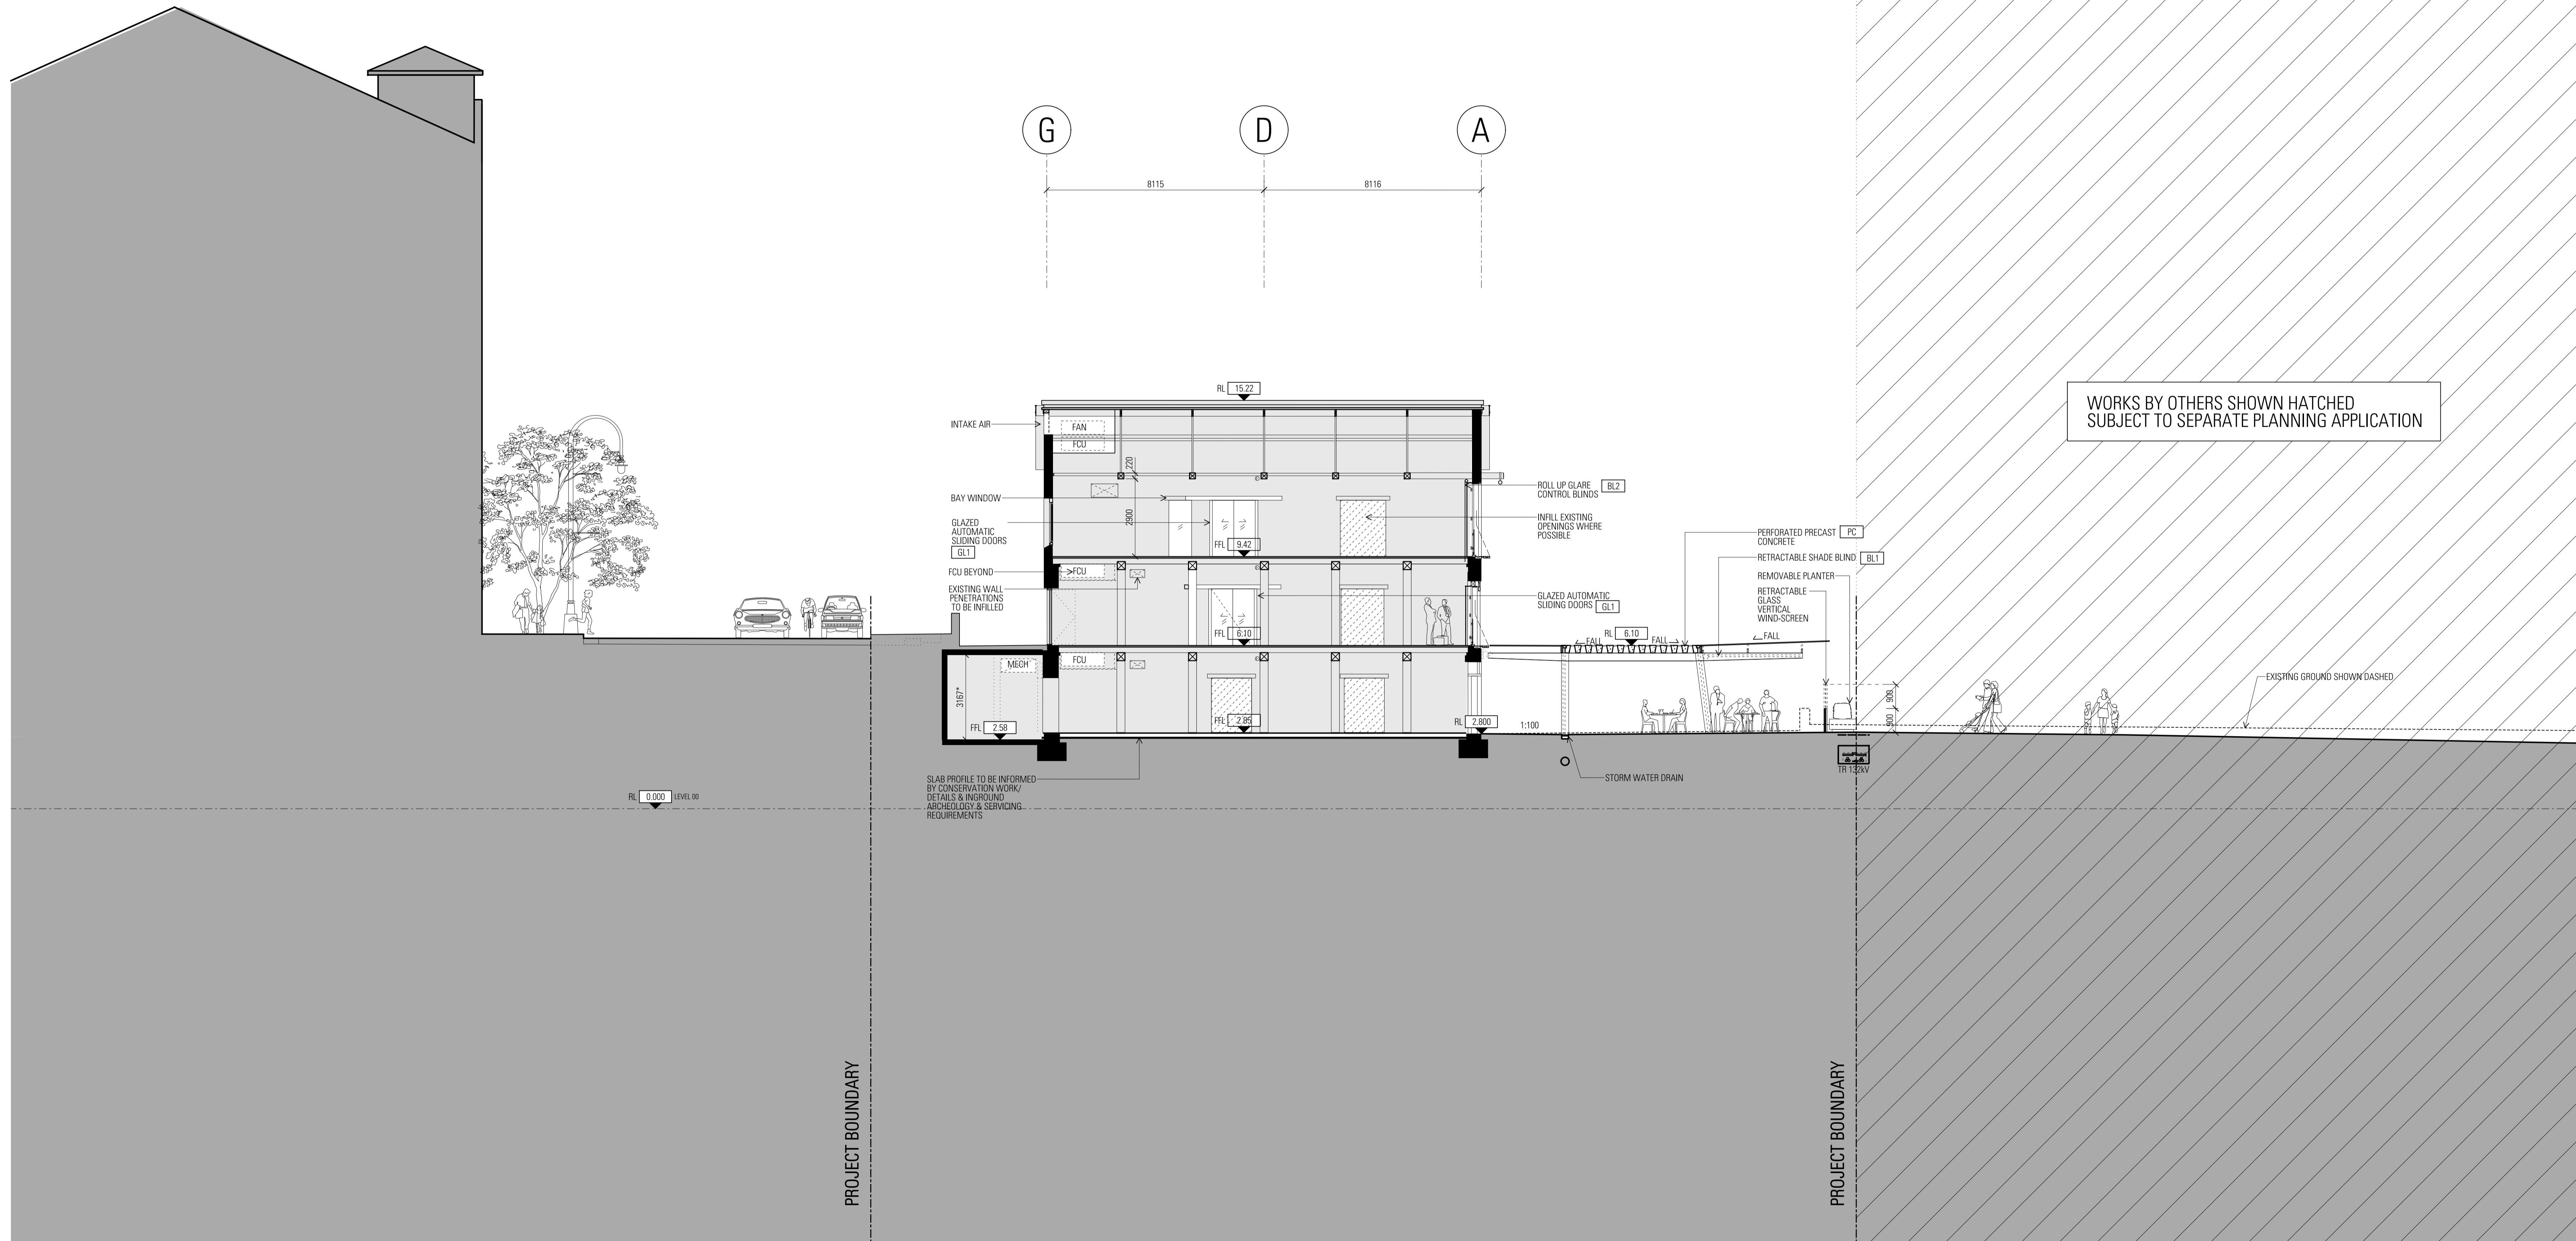 G
D
A
8115
8116
RL 15.22
INTAKE AIR
FAN
FCU
220
2900
BAY WINDOW
GLAZED
AUTOMATIC
SLIDING DOORS
GL1
FFL 9.42
FCU BEYOND
FCU
EXISTING WALL
PENETRATIONS
TO BE INFILLED
FFL 6.10
MECH
FCU
3167*
FFL 2.58
FFL 2.85
SLAB PROFILE TO BE INFORMED
BY CONSERVATION WORK/
DETAILS & INGROUND
ARCHEOLOGY & SERVICING
REQUIREMENTS
RL 0.000 LEVEL 00
ROLL UP GLARE
CONTROL BLINDS
BL2
INFILL EXISTING
OPENINGS WHERE
POSSIBLE
GLAZED AUTOMATIC
SLIDING DOORS
GL1
PERFORATED PRECAST
CONCRETE
PC
RETRACTABLE SHADE BLIND
BL1
REMOVABLE PLANTER
RETRACTABLE
GLASS
VERTICAL
WIND-SCREEN
RL 6.10
FALL
FALL
FALL
RL 2.800
1:100
900
900
STORM WATER DRAIN
TR 132kV
EXISTING GROUND SHOWN DASHED
WORKS BY OTHERS SHOWN HATCHED
SUBJECT TO SEPARATE PLANNING APPLICATION
PROJECT BOUNDARY
PROJECT BOUNDARY